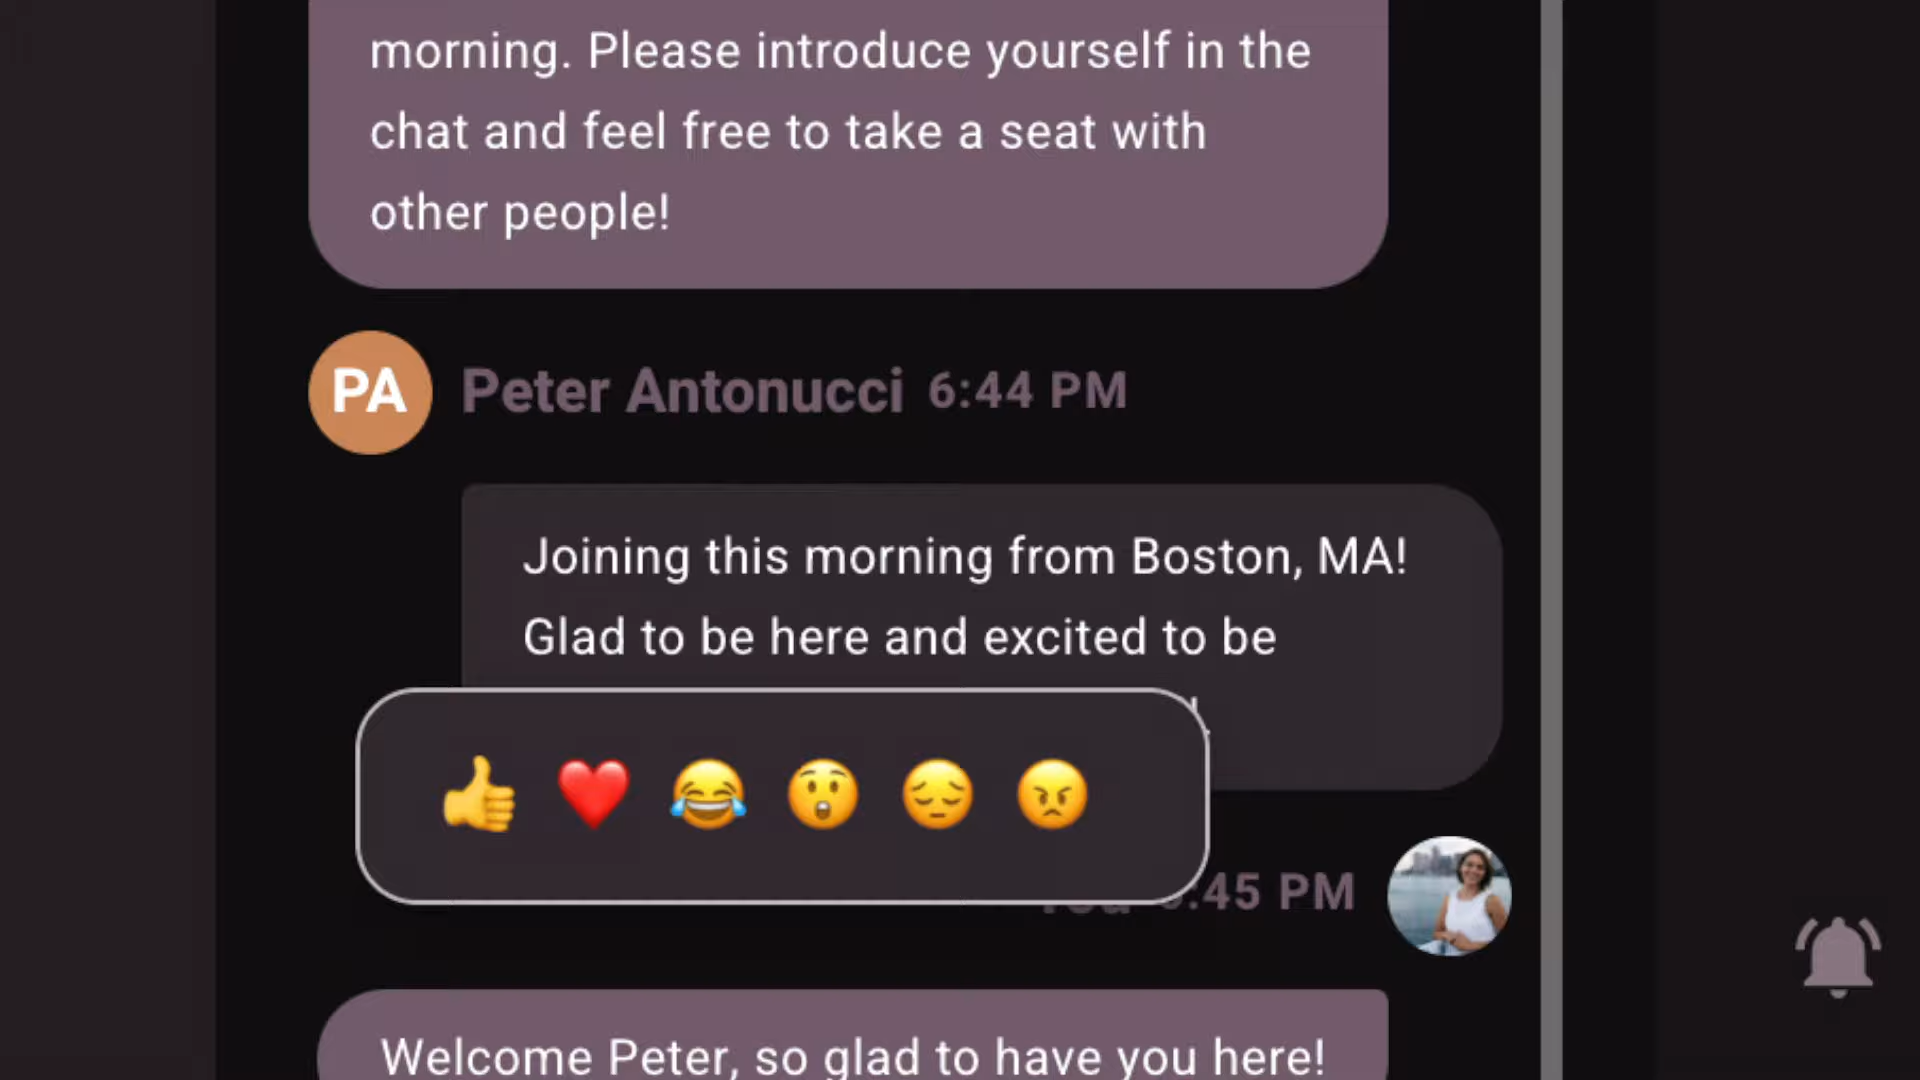 morning. Please introduce yourself in the
chat and feel free to take a seat with
other people!
PA
Peter Antonucci 6:44 PM
Joining this morning from Boston, MA!
Glad to be here and excited to be
:45 PM
Welcome Peter, so glad to have you here!